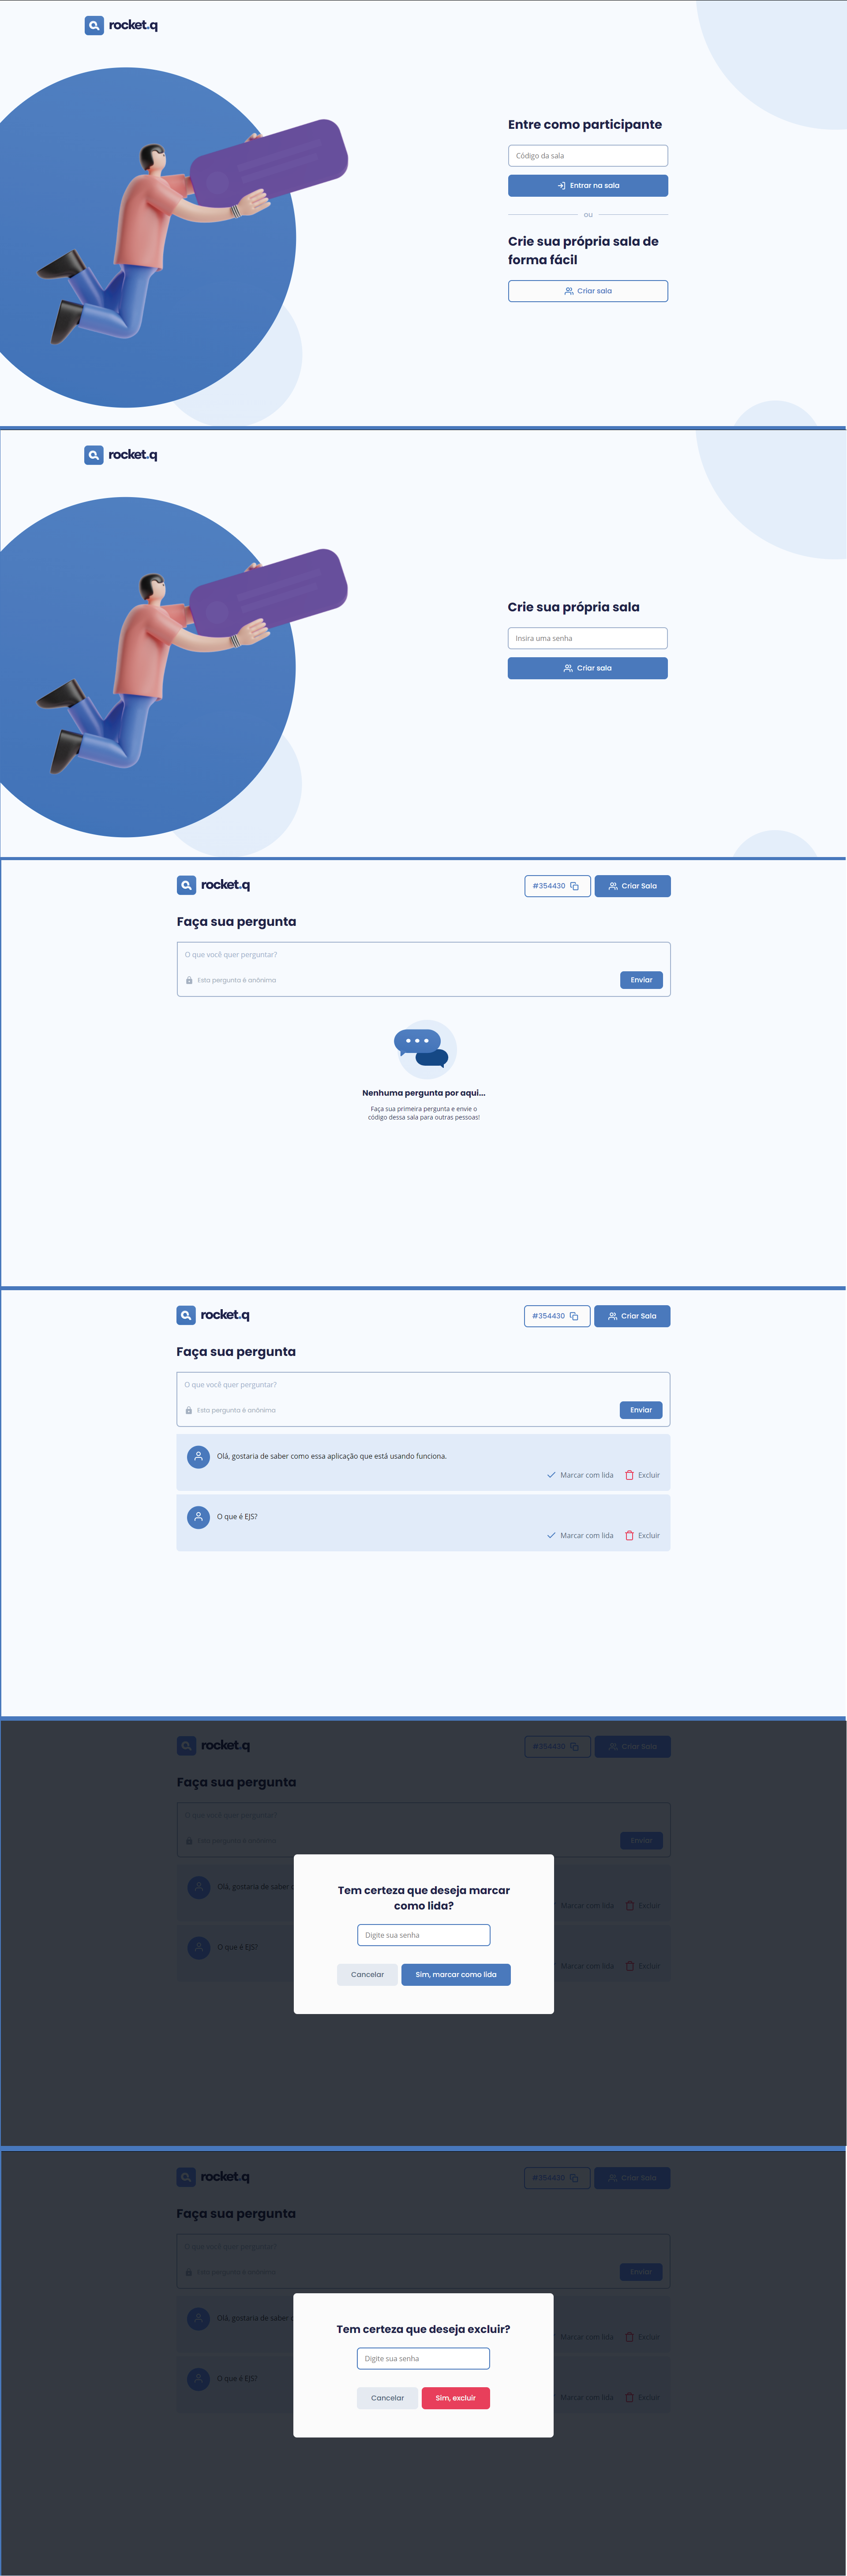 rocket.q
Entre como participante
Código da sala
Entrar na sala
ou
Crie sua própria sala de
forma fácil
Criar sala
rocket.q
Crie sua própria sala
Insira uma senha
Criar sala
rocket.q
#354430
Criar Sala
Faça sua pergunta
O que você quer perguntar?
Esta pergunta é anônima
Enviar
Nenhuma pergunta por aqui...
Faça sua primeira pergunta e envie o
código dessa sala para outras pessoas!
rocket.q
#354430
Criar Sala
Faça sua pergunta
O que você quer perguntar?
Esta pergunta é anônima
Enviar
Olá, gostaria de saber como essa aplicação que está usando funciona.
Marcar com lida
Excluir
O que é EJS?
Marcar com lida
Excluir
rocket.q
#354430
Criar Sala
Faça sua pergunta
O que você quer perguntar?
Enviar
Olá, gostaria de saber
Marcar com lida
Excluir
O que é EJS?
Marcar com lida
Excluir
Tem certeza que deseja marcar
como lida?
Digite sua senha
Cancelar
Sim, marcar como lida
rocket.q
#354430
Criar Sala
Faça sua pergunta
O que você quer perguntar?
Enviar
Olá, gostaria de saber
Marcar com lida
Excluir
O que é EJS?
Marcar com lida
Excluir
Tem certeza que deseja excluir?
Digite sua senha
Cancelar
Sim, excluir